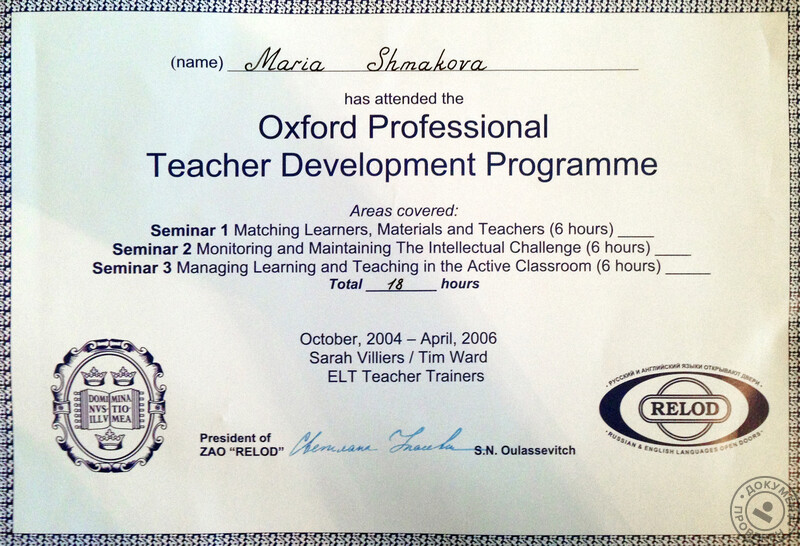 (name) Maria Shmakova
has attended the
Oxford Professional
Teacher Development Programme
Areas covered:
Seminar 1 Matching Learners, Materials and Teachers (6 hours) ____
Seminar 2 Monitoring and Maintaining The Intellectual Challenge (6 hours) ____
Seminar 3 Managing Learning and Teaching in the Active Classroom (6 hours) _____
Total 18 hours
October, 2004 – April, 2006
Sarah Villiers / Tim Ward
ELT Teacher Trainers
DOMI MINA
NVS TIO
ILLV MEA
· РУССКИЙ И АНГЛИЙСКИЙ ЯЗЫКИ ОТКРЫВАЮТ ДВЕРИ ·
RELOD
RUSSIAN & ENGLISH LANGUAGES OPEN DOORS
President of
ZAO "RELOD" Светлана S.N. Oulassevitch